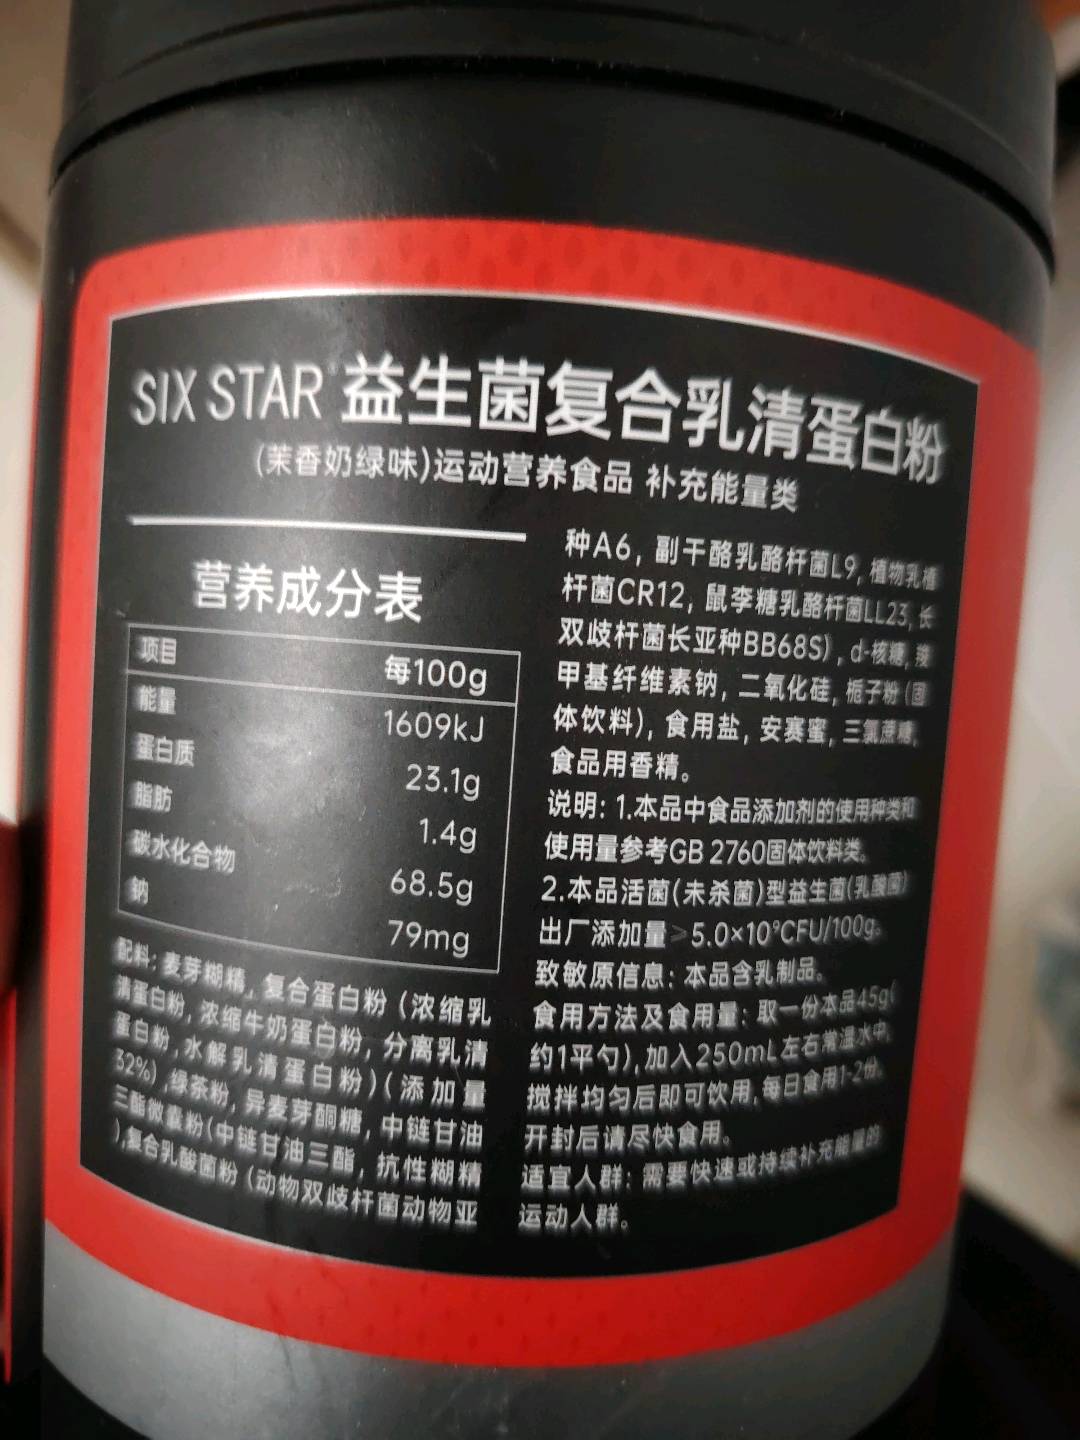 SIX STAR®益生菌复合乳清蛋白粉
(茉香奶绿味)运动营养食品 补充能量类
营养成分表
项目 每100g
能量 1609kJ
蛋白质 23.1g
脂肪 1.4g
碳水化合物 68.5g
钠 79mg
配料: 麦芽糊精, 复合蛋白粉 (浓缩乳
清蛋白粉, 浓缩牛奶蛋白粉, 分离乳清
蛋白粉, 水解乳清蛋白粉)(添加量
32%), 绿茶粉, 异麦芽酮糖, 中链甘油
三酯微囊粉(中链甘油三酯, 抗性糊精
), 复合乳酸菌粉 (动物双歧杆菌动物亚
种A6, 副干酪乳酪杆菌L9, 植物乳植
杆菌CR12, 鼠李糖乳酪杆菌LL23, 长
双歧杆菌长亚种BB68S), d-核糖, 羧
甲基纤维素钠, 二氧化硅, 栀子粉 (固
体饮料), 食用盐, 安赛蜜, 三氯蔗糖,
食品用香精。
说明: 1.本品中食品添加剂的使用种类和
使用量参考GB 2760固体饮料类。
2.本品活菌(未杀菌)型益生菌(乳酸菌)
出厂添加量≥5.0×10⁹CFU/100g。
致敏原信息: 本品含乳制品。
食用方法及食用量: 取一份本品45g(
约1平勺), 加入250mL左右常温水中,
搅拌均匀后即可饮用, 每日食用1-2份。
开封后请尽快食用。
适宜人群: 需要快速或持续补充能量的
运动人群。